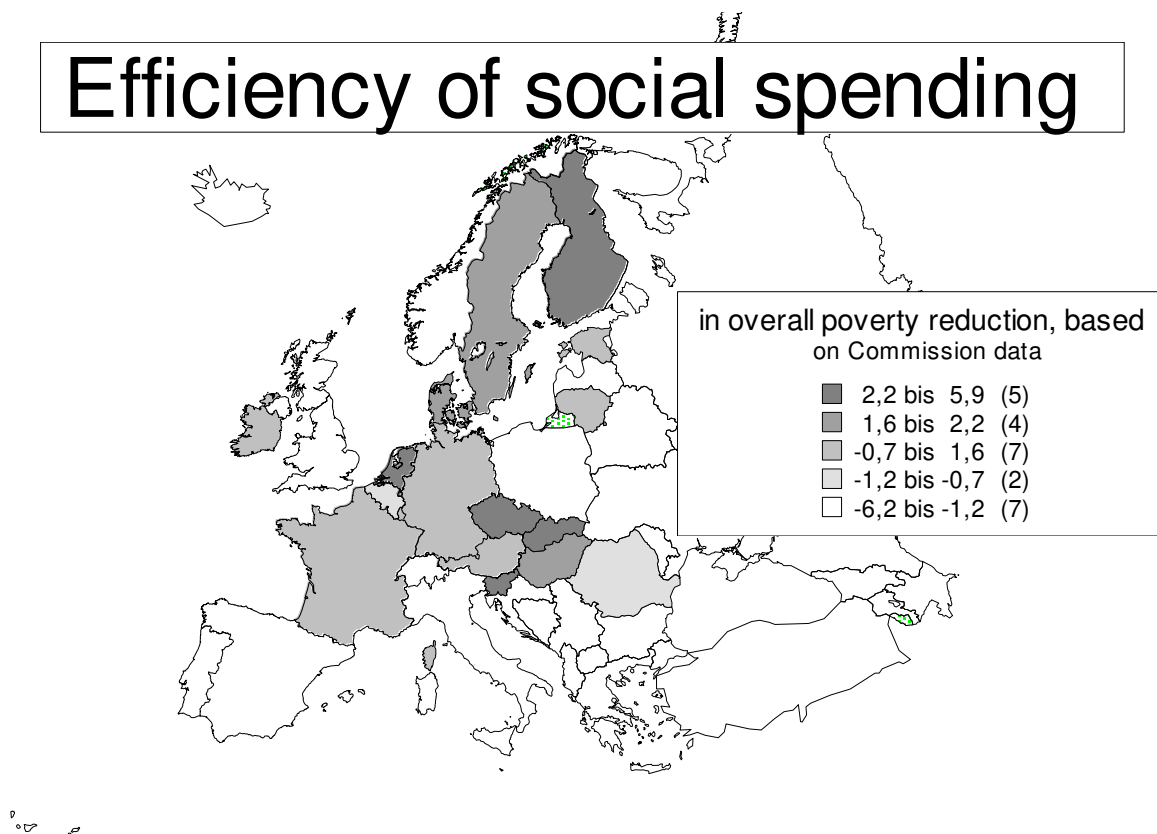 Efficiency of social spending
in overall poverty reduction, based
on Commission data
2,2 bis 5,9 (5)
1,6 bis 2,2 (4)
-0,7 bis 1,6 (7)
-1,2 bis -0,7 (2)
-6,2 bis -1,2 (7)